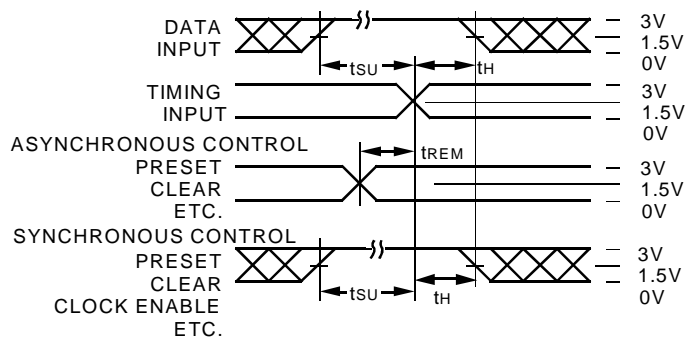 DATA
INPUT
3V
1.5V
0V
tSU
tH
TIMING
INPUT
3V
1.5V
0V
ASYNCHRONOUS CONTROL
PRESET
CLEAR
ETC.
tREM
3V
1.5V
0V
SYNCHRONOUS CONTROL
PRESET
CLEAR
CLOCK ENABLE
ETC.
tSU
tH
3V
1.5V
0V